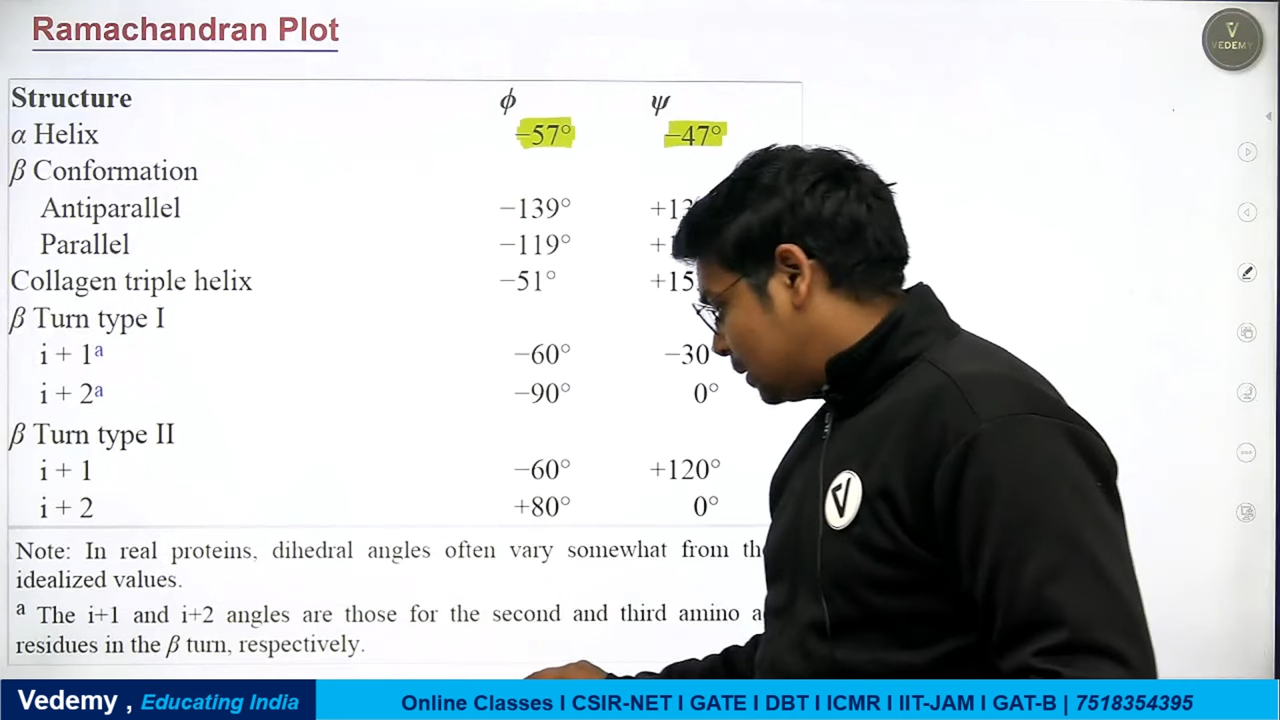 Ramachandran Plot
VEDEMY
Structure ϕ ψ
α Helix −57° −47°
β Conformation
Antiparallel −139°
Parallel −119°
Collagen triple helix −51°
β Turn type I
i + 1ᵃ −60° −30
i + 2ᵃ −90° 0°
β Turn type II
i + 1 −60° +120°
i + 2 +80° 0°
Note: In real proteins, dihedral angles often vary somewhat from
idealized values.
ᵃ The i+1 and i+2 angles are those for the second and third amino
residues in the β turn, respectively.
Vedemy , Educating India
Online Classes I CSIR-NET I GATE I DBT I ICMR I IIT-JAM I GAT-B | 7518354395